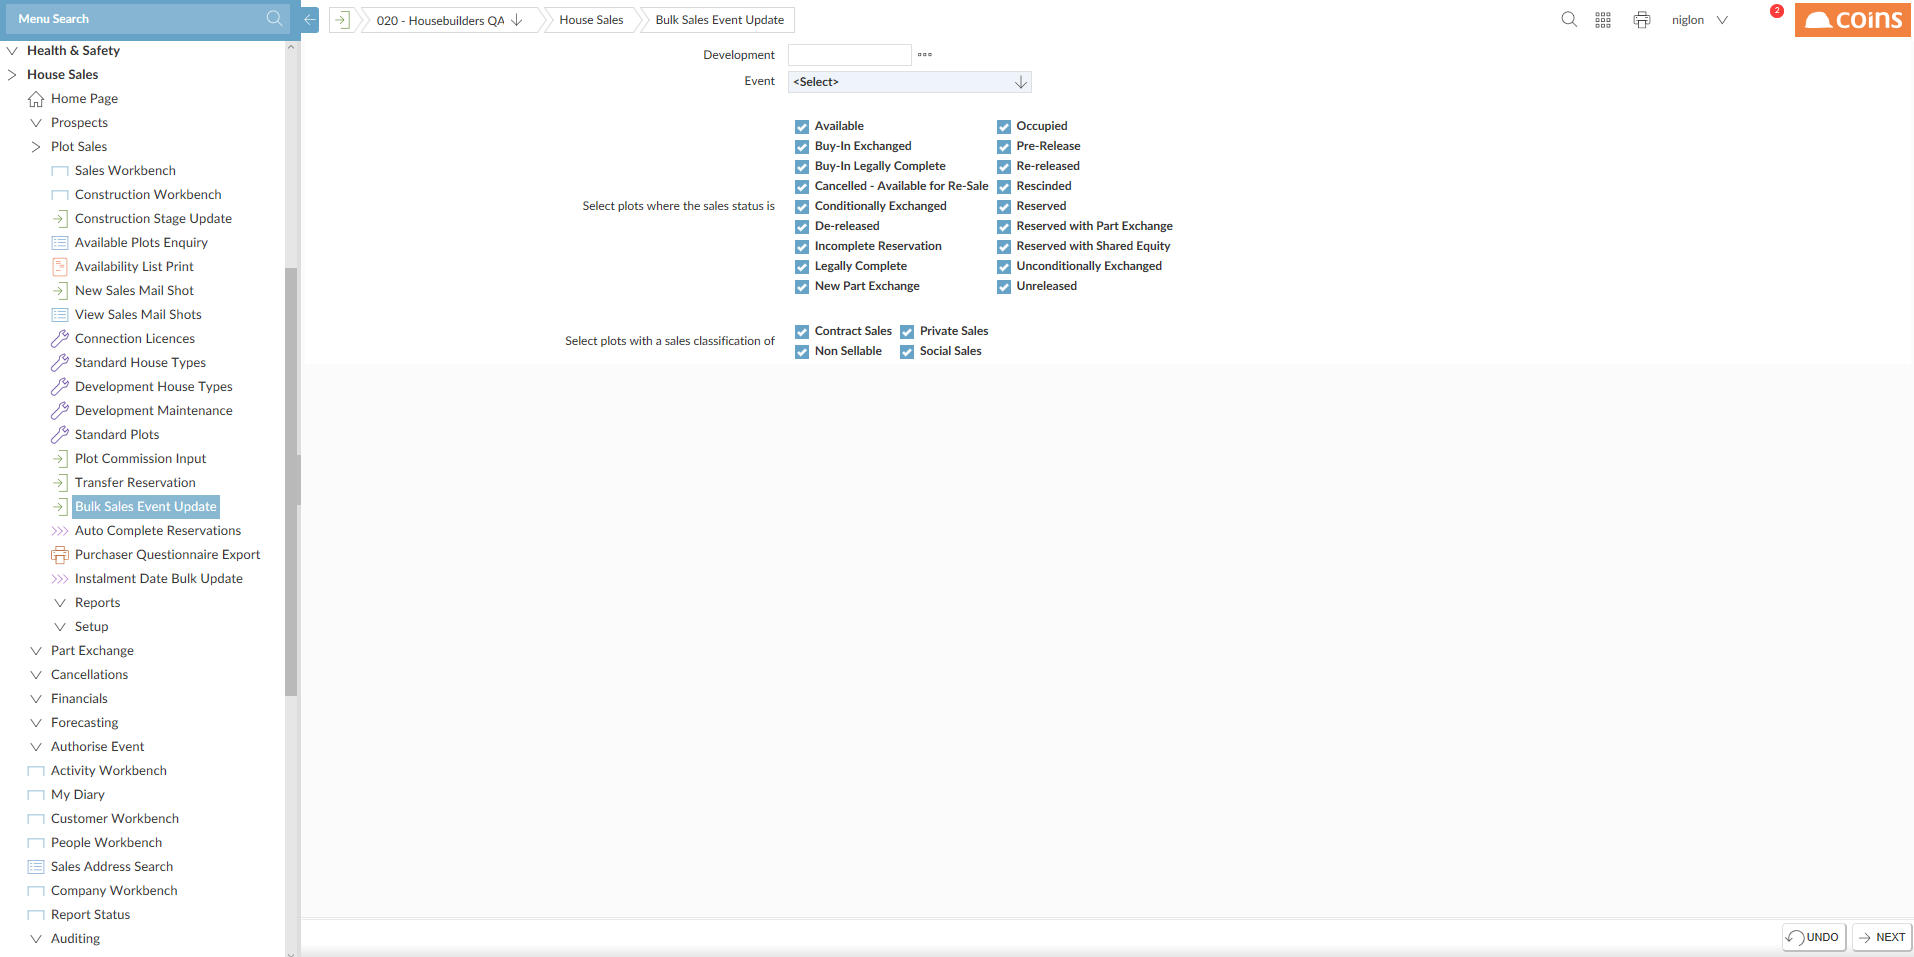 Menu Search
020 - Housebuilders QA
House Sales
Bulk Sales Event Update
niglon
2
coins
Health & Safety
House Sales
Home Page
Prospects
Plot Sales
Sales Workbench
Construction Workbench
Construction Stage Update
Available Plots Enquiry
Availability List Print
New Sales Mail Shot
View Sales Mail Shots
Connection Licences
Standard House Types
Development House Types
Development Maintenance
Standard Plots
Plot Commission Input
Transfer Reservation
Bulk Sales Event Update
Auto Complete Reservations
Purchaser Questionnaire Export
Instalment Date Bulk Update
Reports
Setup
Part Exchange
Cancellations
Financials
Forecasting
Authorise Event
Activity Workbench
My Diary
Customer Workbench
People Workbench
Sales Address Search
Company Workbench
Report Status
Auditing
Development
Event <Select>
Select plots where the sales status is
Available
Buy-In Exchanged
Buy-In Legally Complete
Cancelled - Available for Re-Sale
Conditionally Exchanged
De-released
Incomplete Reservation
Legally Complete
New Part Exchange
Occupied
Pre-Release
Re-released
Rescinded
Reserved
Reserved with Part Exchange
Reserved with Shared Equity
Unconditionally Exchanged
Unreleased
Select plots with a sales classification of
Contract Sales Private Sales
Non Sellable Social Sales
UNDO NEXT